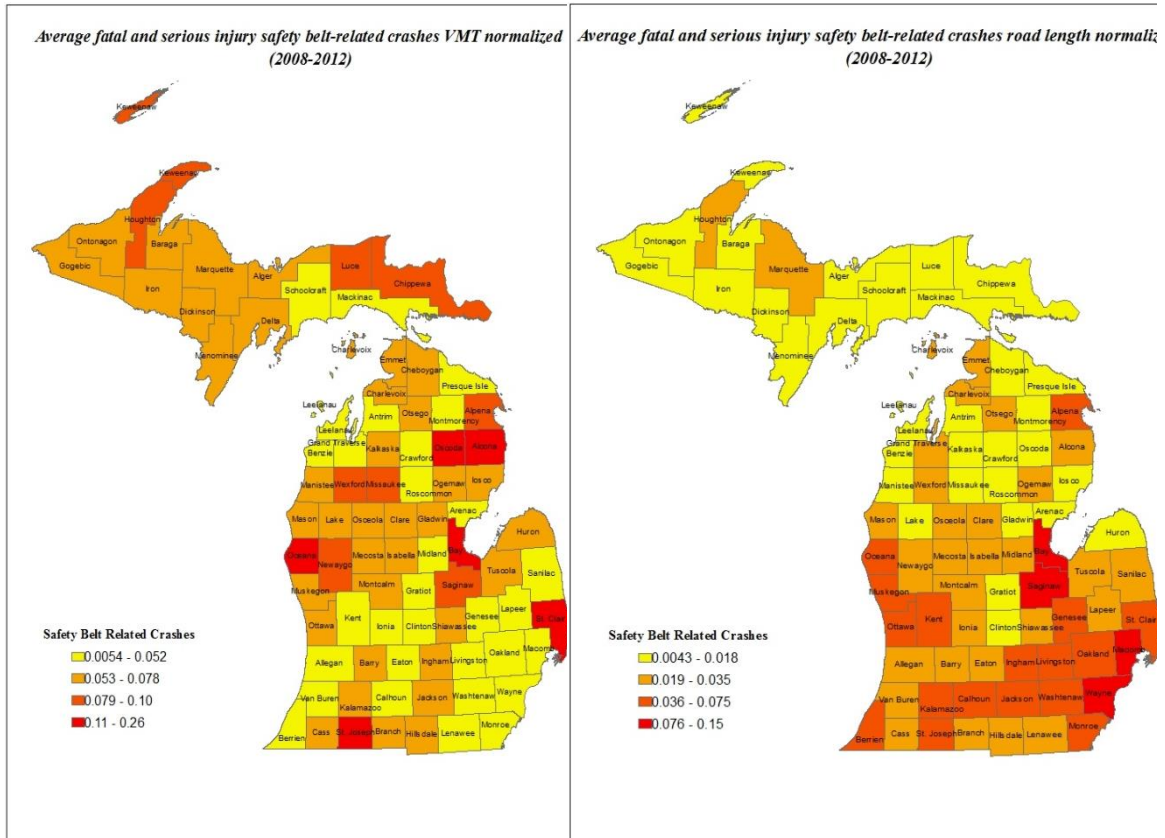 Average fatal and serious injury safety belt-related crashes VMT normalized
(2008-2012)
Keweenaw
Keweenaw
Houghton
Ontonagon
Baraga
Gogebic
Marquette
Alger
Luce
Chippewa
Iron
Schoolcraft
Mackinac
Dickinson
Delta
Menominee
Charlevoix
Emmet
Cheboygan
Presque Isle
Charlevoix
Leelanau
Antrim
Otsego
Montmorency
Alpena
Leelanau
Grand Traverse
Benzie
Kalkaska
Crawford
Oscoda
Alcona
Manistee
Wexford
Missaukee
Roscommon
Ogemaw
Iosco
Arenac
Mason
Lake
Osceola
Clare
Gladwin
Huron
Oceana
Newaygo
Mecosta
Isabella
Midland
Bay
Tuscola
Sanilac
Muskegon
Montcalm
Gratiot
Saginaw
Genesee
Lapeer
St. Clair
Ottawa
Kent
Ionia
Clinton
Shiawassee
Macomb
Oakland
Allegan
Barry
Eaton
Ingham
Livingston
Van Buren
Kalamazoo
Calhoun
Jackson
Washtenaw
Wayne
Berrien
Cass
St. Joseph
Branch
Hillsdale
Lenawee
Monroe
Safety Belt Related Crashes
0.0054 - 0.052
0.053 - 0.078
0.079 - 0.10
0.11 - 0.26
Average fatal and serious injury safety belt-related crashes road length normaliz
(2008-2012)
Keweenaw
Keweenaw
Houghton
Ontonagon
Baraga
Gogebic
Marquette
Alger
Luce
Chippewa
Iron
Schoolcraft
Mackinac
Dickinson
Delta
Menominee
Charlevoix
Emmet
Cheboygan
Presque Isle
Charlevoix
Leelanau
Antrim
Otsego
Montmorency
Alpena
Leelanau
Grand Traverse
Benzie
Kalkaska
Crawford
Oscoda
Alcona
Manistee
Wexford
Missaukee
Roscommon
Ogemaw
Iosco
Arenac
Mason
Lake
Osceola
Clare
Gladwin
Huron
Oceana
Newaygo
Mecosta
Isabella
Midland
Bay
Tuscola
Sanilac
Muskegon
Montcalm
Gratiot
Saginaw
Genesee
Lapeer
St. Clair
Ottawa
Kent
Ionia
Clinton
Shiawassee
Macomb
Oakland
Allegan
Barry
Eaton
Ingham
Livingston
Van Buren
Kalamazoo
Calhoun
Jackson
Washtenaw
Wayne
Berrien
Cass
St. Joseph
Branch
Hillsdale
Lenawee
Monroe
Safety Belt Related Crashes
0.0043 - 0.018
0.019 - 0.035
0.036 - 0.075
0.076 - 0.15